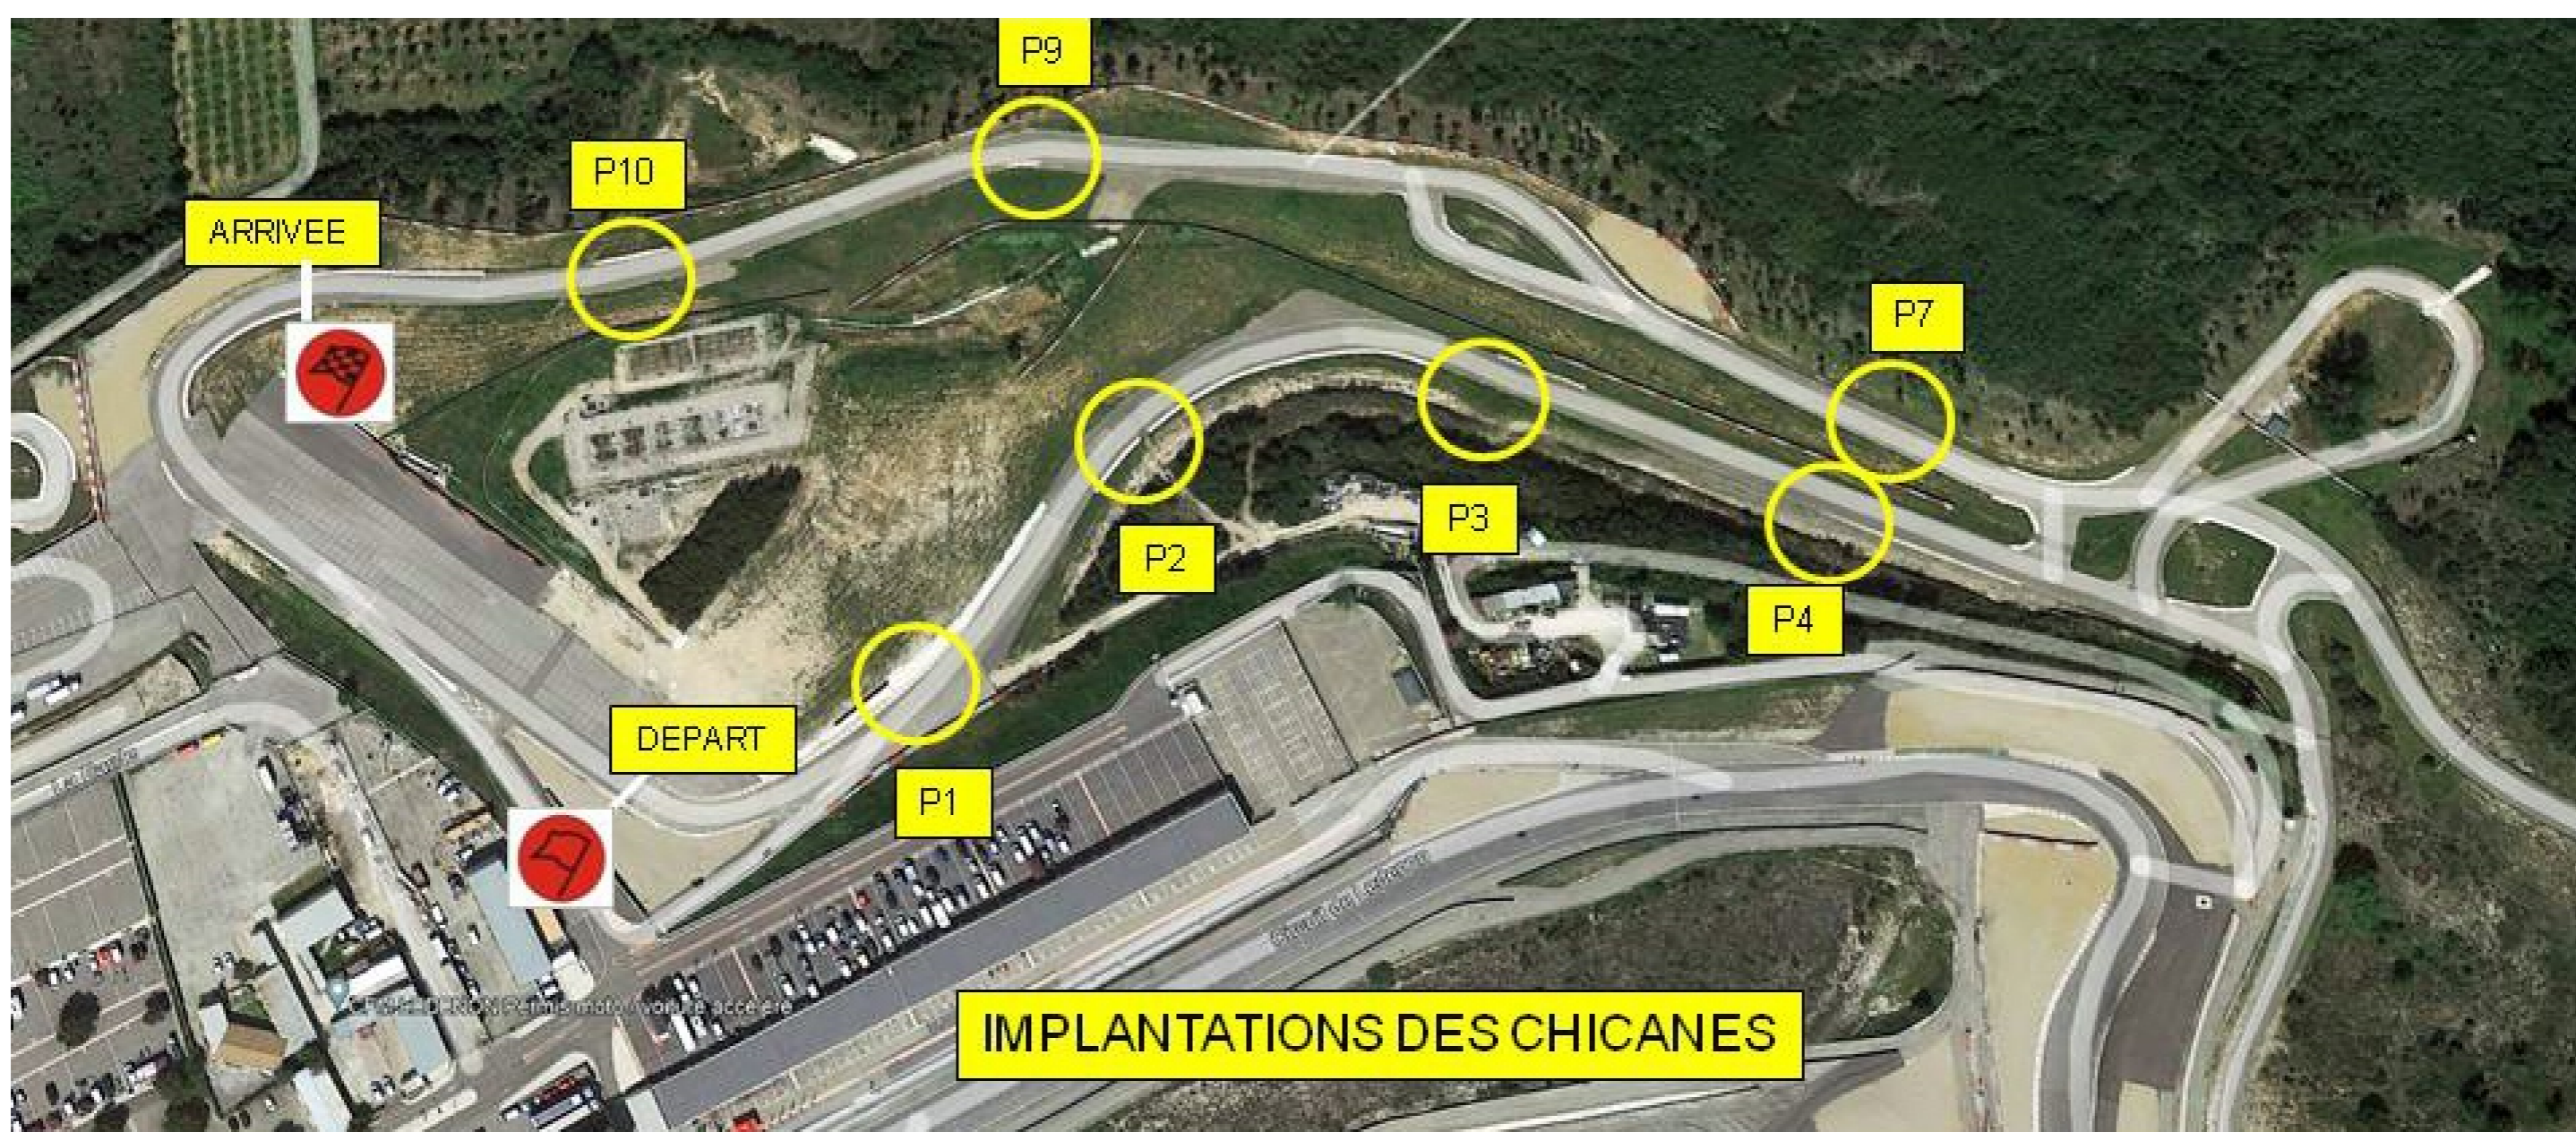 P9
P10
ARRIVEE
P7
P3
P2
P4
DEPART
P1
IMPLANTATIONS DES CHICANES